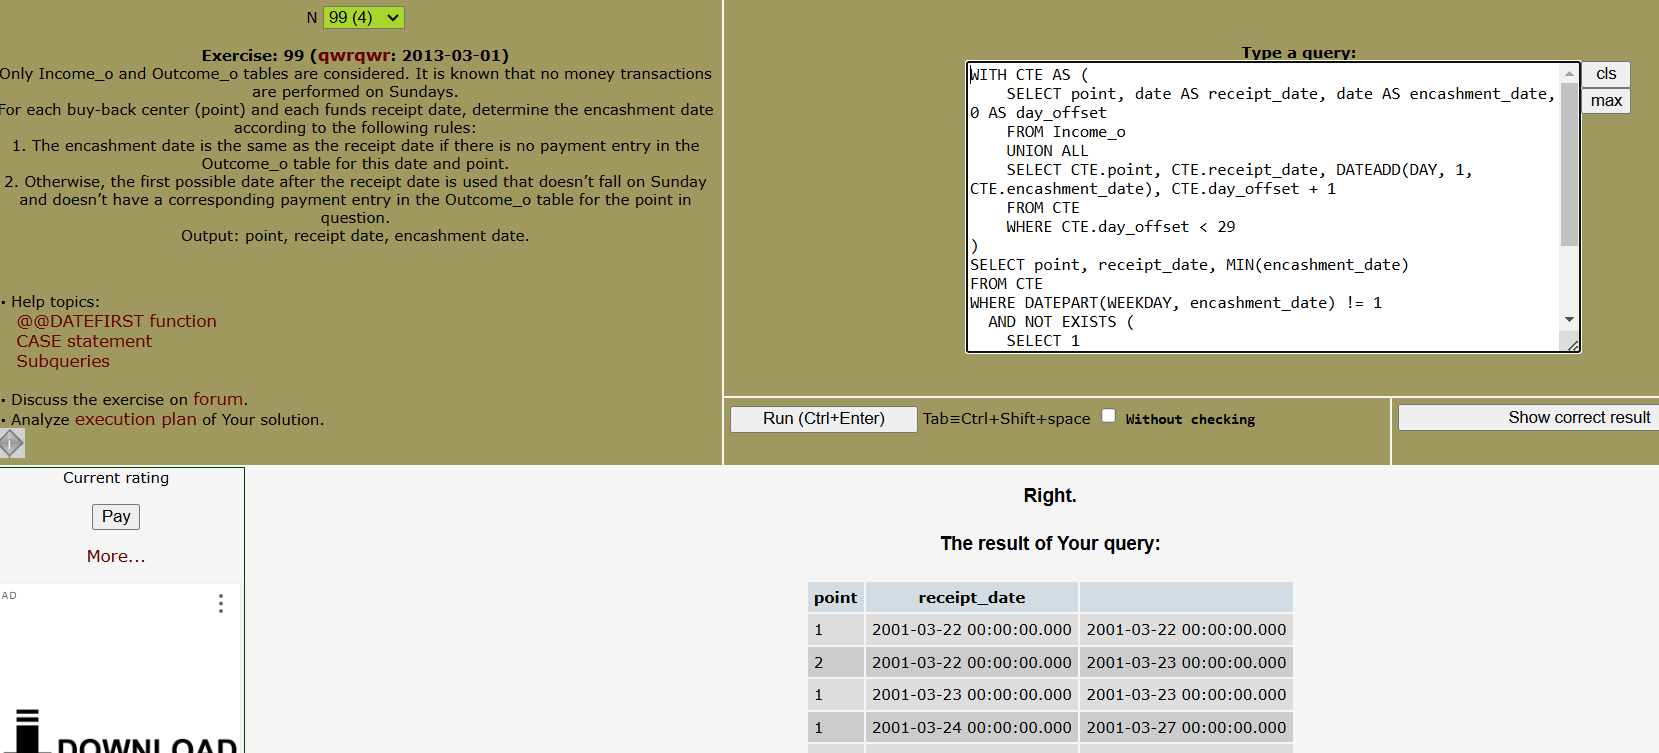 N 99 (4)
Exercise: 99 (qwrqwr: 2013-03-01)
Only Income_o and Outcome_o tables are considered. It is known that no money transactions
are performed on Sundays.
For each buy-back center (point) and each funds receipt date, determine the encashment date
according to the following rules:
1. The encashment date is the same as the receipt date if there is no payment entry in the
Outcome_o table for this date and point.
2. Otherwise, the first possible date after the receipt date is used that doesn’t fall on Sunday
and doesn’t have a corresponding payment entry in the Outcome_o table for the point in
question.
Output: point, receipt date, encashment date.
· Help topics:
@@DATEFIRST function
CASE statement
Subqueries
· Discuss the exercise on forum.
· Analyze execution plan of Your solution.
Type a query:
WITH CTE AS (
SELECT point, date AS receipt_date, date AS encashment_date,
0 AS day_offset
FROM Income_o
UNION ALL
SELECT CTE.point, CTE.receipt_date, DATEADD(DAY, 1,
CTE.encashment_date), CTE.day_offset + 1
FROM CTE
WHERE CTE.day_offset < 29
)
SELECT point, receipt_date, MIN(encashment_date)
FROM CTE
WHERE DATEPART(WEEKDAY, encashment_date) != 1
AND NOT EXISTS (
SELECT 1
cls
max
Run (Ctrl+Enter) Tab≡Ctrl+Shift+space Without checking
Show correct result
Current rating
Pay
More...
AD
DOWNLOAD
Right.
The result of Your query:
point receipt_date
1 2001-03-22 00:00:00.000 2001-03-22 00:00:00.000
2 2001-03-22 00:00:00.000 2001-03-23 00:00:00.000
1 2001-03-23 00:00:00.000 2001-03-23 00:00:00.000
1 2001-03-24 00:00:00.000 2001-03-27 00:00:00.000